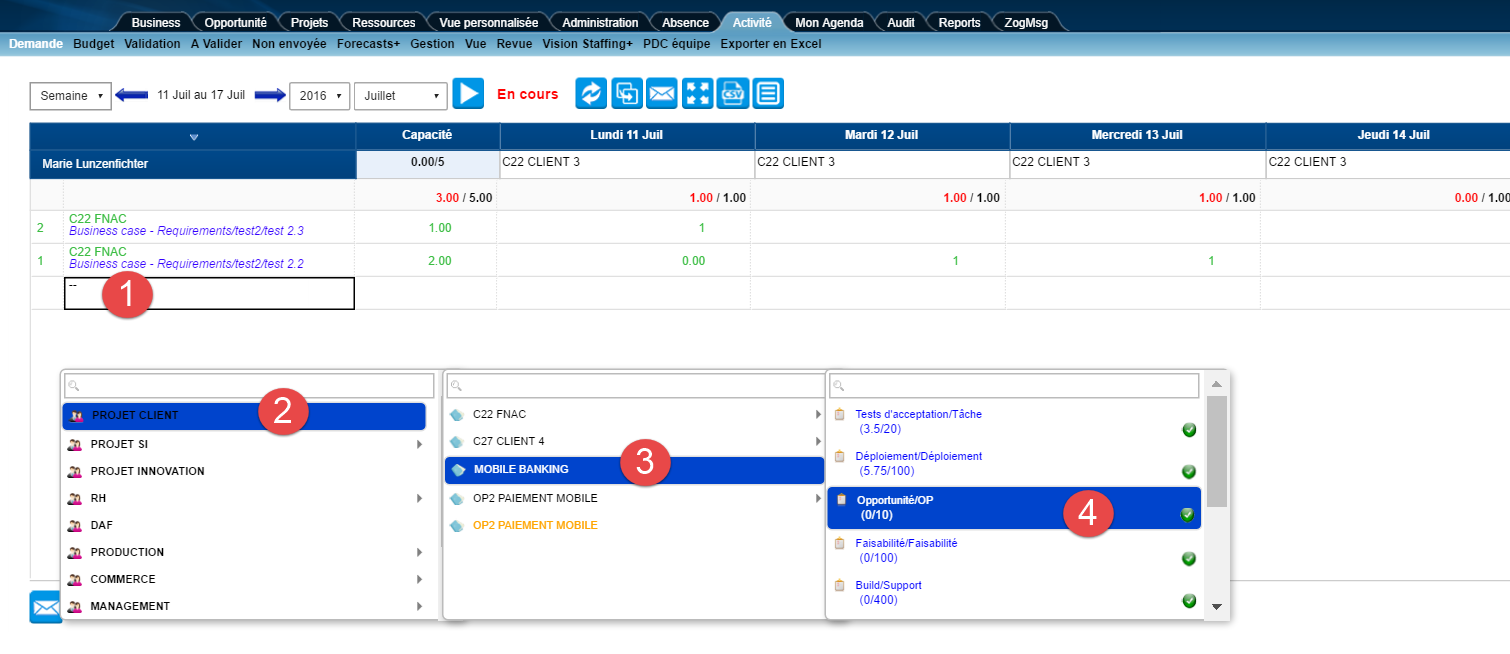 Business Opportunité Projets Ressources Vue personnalisée Administration Absence Activité Mon Agenda Audit Reports ZogMsg
Demande Budget Validation A Valider Non envoyée Forecasts+ Gestion Vue Revue Vision Staffing+ PDC équipe Exporter en Excel
Semaine 11 Juil au 17 Juil 2016 Juillet En cours CSV
Capacité Lundi 11 Juil Mardi 12 Juil Mercredi 13 Juil Jeudi 14 Juil
Marie Lunzenfichter 0.00/5 C22 CLIENT 3 C22 CLIENT 3 C22 CLIENT 3 C22 CLIENT 3
3.00 / 5.00 1.00 / 1.00 1.00 / 1.00 1.00 / 1.00 0.00 / 1.00
C22 FNAC
2 Business case - Requirements/test2/test 2.3 1.00 1
C22 FNAC
1 Business case - Requirements/test2/test 2.2 2.00 0.00 1 1
-- 1
PROJET CLIENT 2
PROJET SI
PROJET INNOVATION
RH
DAF
PRODUCTION
COMMERCE
MANAGEMENT
C22 FNAC
C27 CLIENT 4
MOBILE BANKING 3
OP2 PAIEMENT MOBILE
OP2 PAIEMENT MOBILE
Tests d'acceptation/Tâche
(3.5/20)
Déploiement/Déploiement
(5.75/100)
Opportunité/OP
(0/10) 4
Faisabilité/Faisabilité
(0/100)
Build/Support
(0/400)